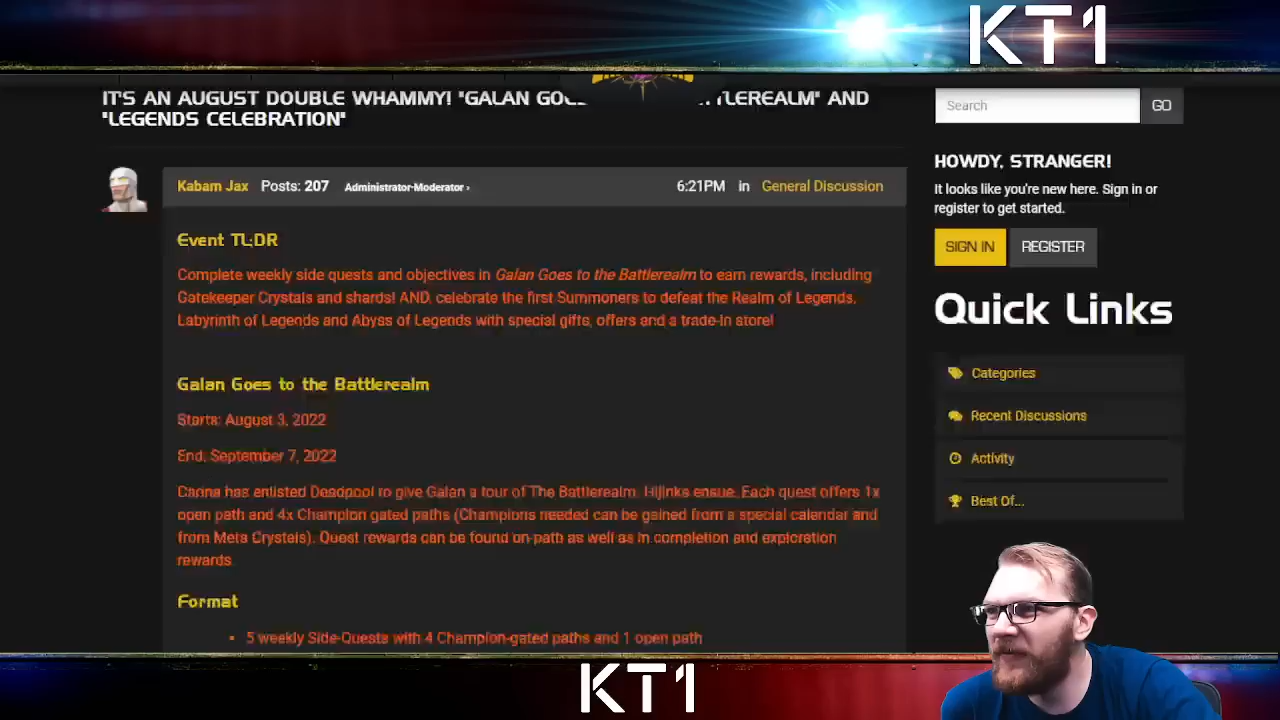 KT1
IT'S AN AUGUST DOUBLE WHAMMY! "GALAN GOES TLEREALM" AND
"LEGENDS CELEBRATION"
Search
GO
Kabam Jax Posts: 207 Administrator-Moderator › 6:21PM in General Discussion
HOWDY, STRANGER!
It looks like you're new here. Sign in or
register to get started.
SIGN IN REGISTER
Event TL;DR
Complete weekly side quests and objectives in Galan Goes to the Battlerealm to earn rewards, including
Gatekeeper Crystals and shards! AND, celebrate the first Summoners to defeat the Realm of Legends,
Labyrinth of Legends and Abyss of Legends with special gifts, offers and a trade-in store!
Quick Links
Categories
Recent Discussions
Activity
Best Of...
Galan Goes to the Battlerealm
Starts: August 3, 2022
End: September 7, 2022
Carina has enlisted Deadpool to give Galan a tour of The Battlerealm. Hijinks ensue. Each quest offers 1x
open path and 4x Champion gated paths (Champions needed can be gained from a special calendar and
from Meta Crystals). Quest rewards can be found on-path as well as in completion and exploration
rewards.
Format
• 5 weekly Side-Quests with 4 Champion-gated paths and 1 open path
KT1